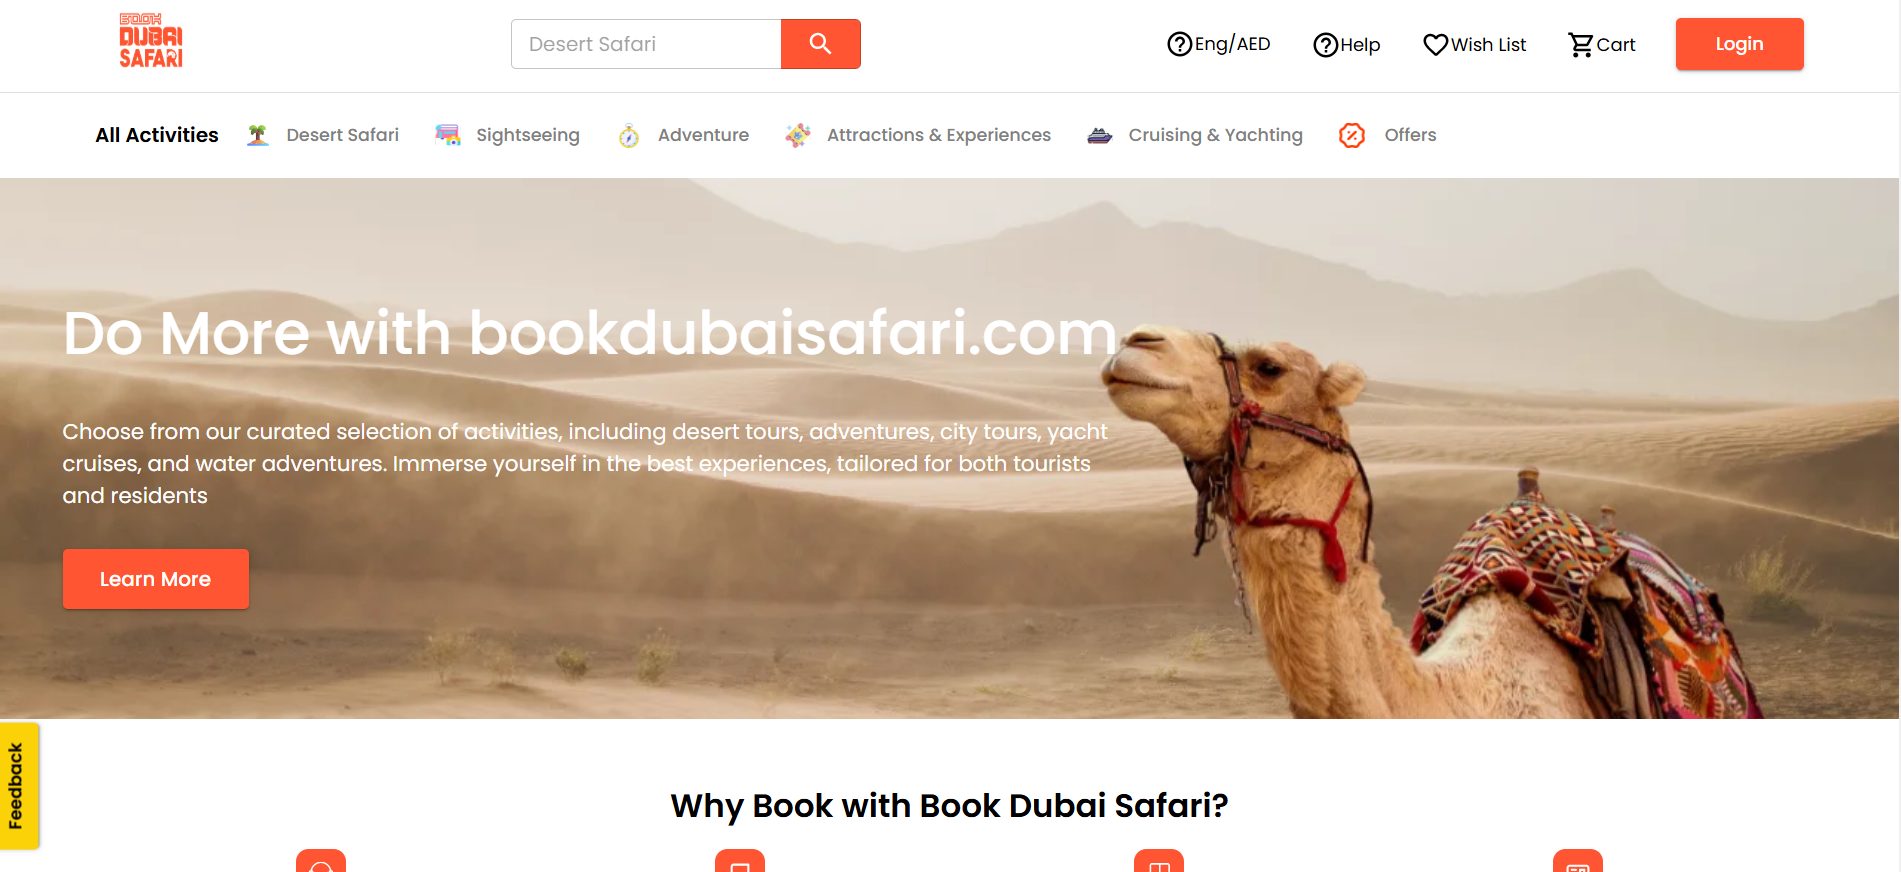 BOOK
DUBAI
SAFARI
Desert Safari
Eng/AED
Help
Wish List
Cart
Login
All Activities
Desert Safari
Sightseeing
Adventure
Attractions & Experiences
Cruising & Yachting
Offers
Do More with bookdubaisafari.com
Choose from our curated selection of activities, including desert tours, adventures, city tours, yacht
cruises, and water adventures. Immerse yourself in the best experiences, tailored for both tourists
and residents
Learn More
Feedback
Why Book with Book Dubai Safari?